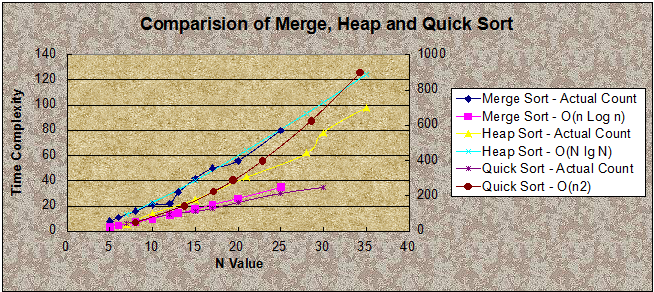 Comparision of Merge, Heap and Quick Sort
Time Complexity
140
120
100
80
60
40
20
0
1000
800
600
400
200
0
0 5 10 15 20 25 30 35 40
N Value
Merge Sort - Actual Count
Merge Sort - O(n Log n)
Heap Sort - Actual Count
Heap Sort - O(N lg N)
Quick Sort - Actual Count
Quick Sort - O(n2)